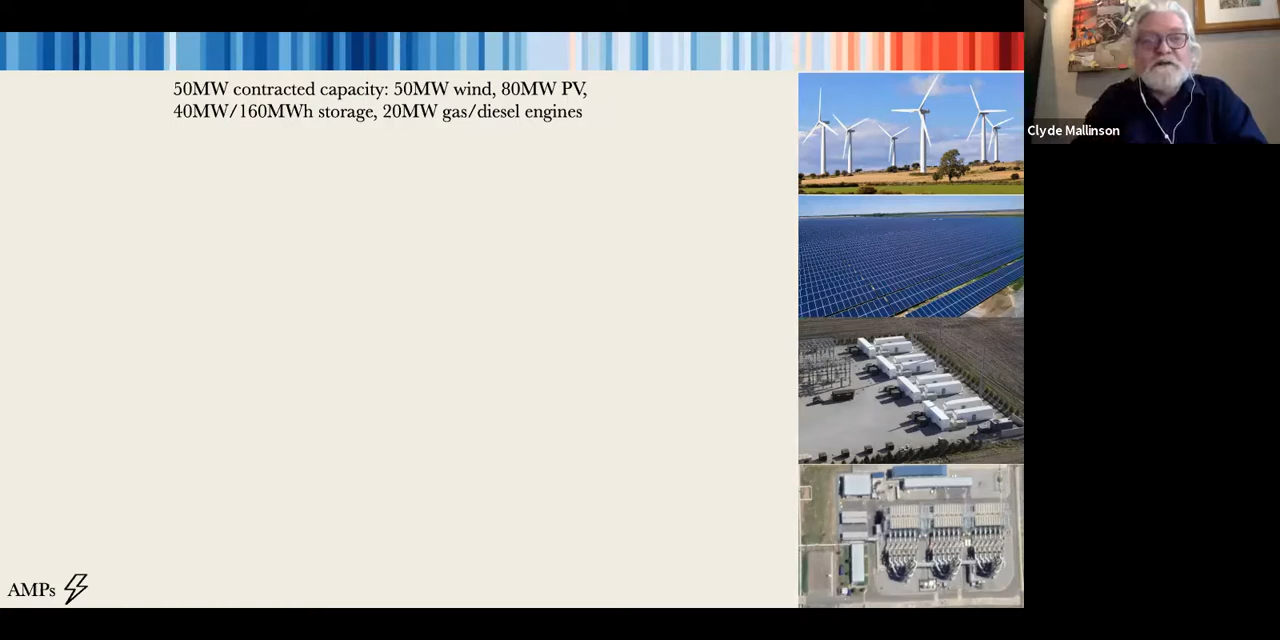 50MW contracted capacity: 50MW wind, 80MW PV,
40MW/160MWh storage, 20MW gas/diesel engines
Clyde Mallinson
AMPs